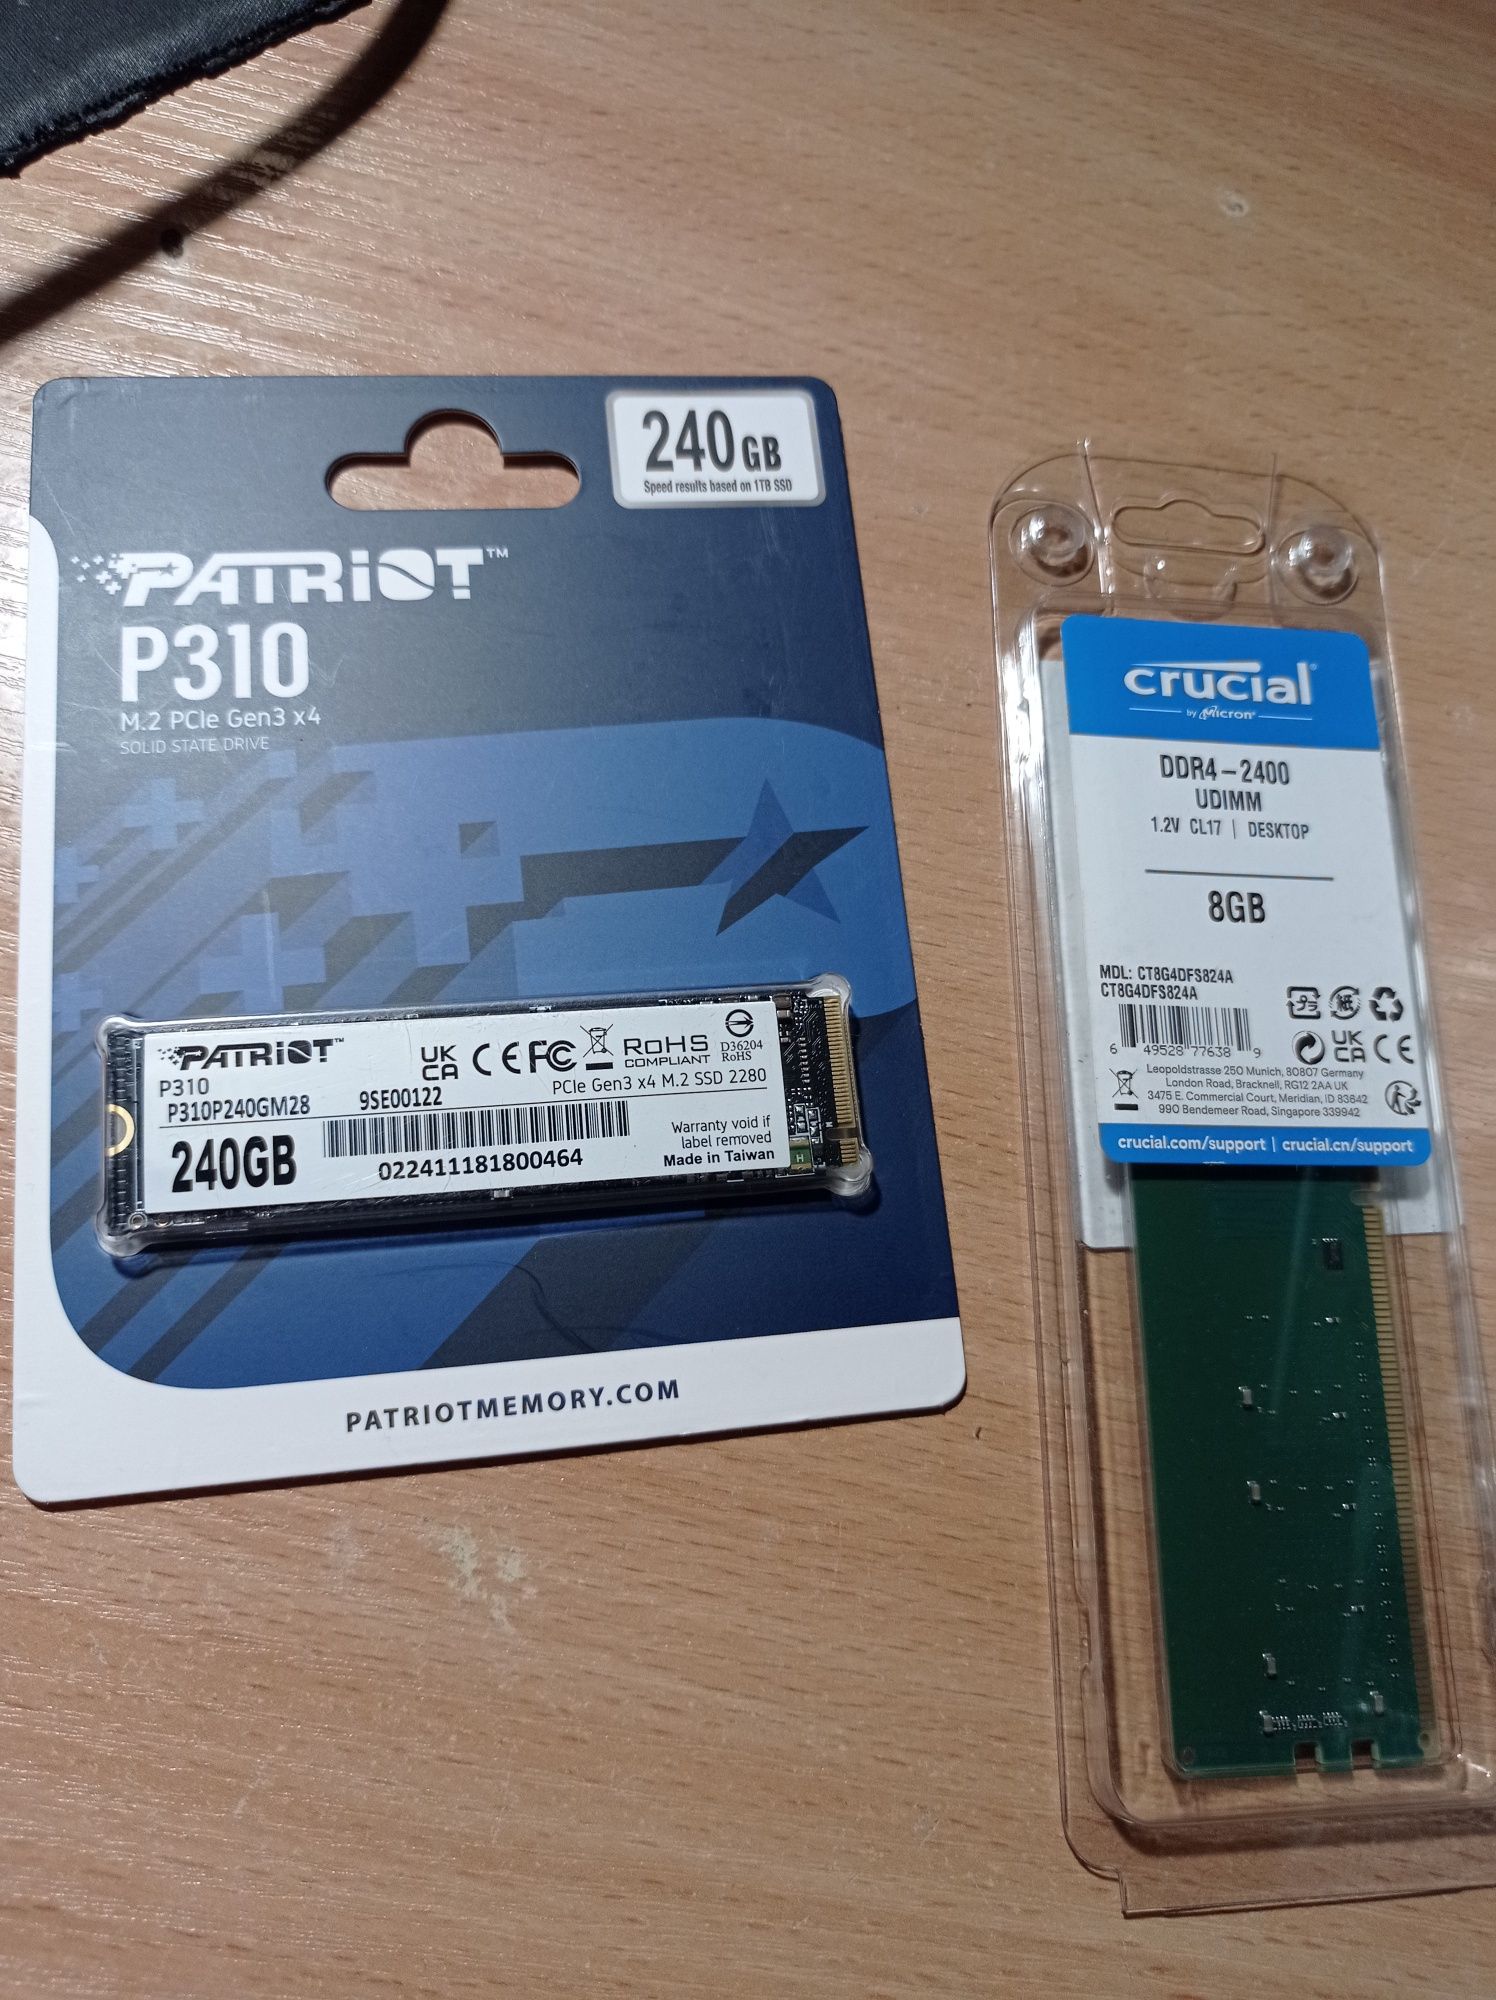 240GB
Speed results based on 1TB SSD
PATRIOT™
P310
M.2 PCIe Gen3 x4
SOLID STATE DRIVE
PATRIOT™
P310
P310P240GM28
9SE00122
UK
CA
CE FC
RoHS
COMPLIANT
D36204
RoHS
PCIe Gen3 x4 M.2 SSD 2280
240GB
022411181800464
Warranty void if
label removed
Made in Taiwan
PATRIOTMEMORY.COM
crucial®
by Micron®
DDR4-2400
UDIMM
1.2V CL17 | DESKTOP
8GB
MDL: CT8G4DFS824A
CT8G4DFS824A
6 49528 77638 9
UK
CA
CE
Leopoldstrasse 250 Munich, 80807 Germany
London Road, Bracknell, RG12 2AA UK
3475 E. Commercial Court, Meridian, ID 83642
990 Bendemeer Road, Singapore 339942
crucial.com/support | crucial.cn/support